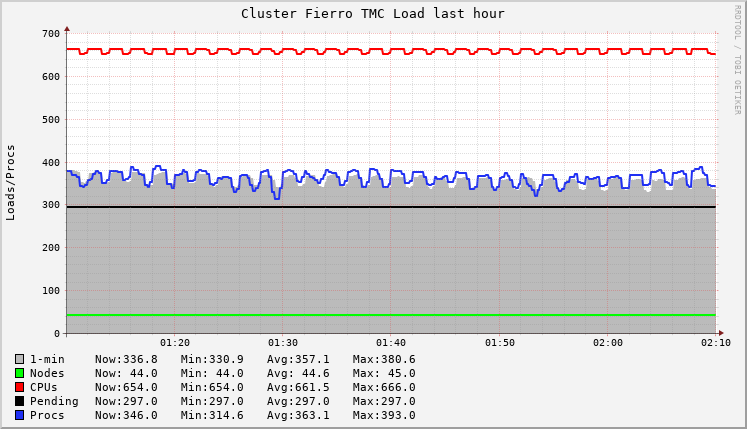 Cluster Fierro TMC Load last hour
RRDTOOL / TOBI OETIKER
Loads/Procs
700
600
500
400
300
200
100
0
01:20 01:30 01:40 01:50 02:00 02:10
1-min Now:336.8 Min:330.9 Avg:357.1 Max:380.6
Nodes Now: 44.0 Min: 44.0 Avg: 44.6 Max: 45.0
CPUs Now:654.0 Min:654.0 Avg:661.5 Max:666.0
Pending Now:297.0 Min:297.0 Avg:297.0 Max:297.0
Procs Now:346.0 Min:314.6 Avg:363.1 Max:393.0